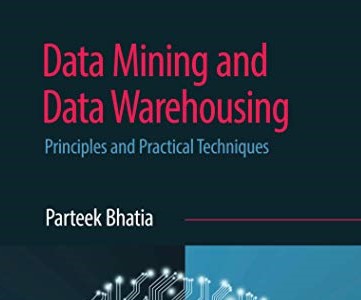 Data Mining and
Data Warehousing
Principles and Practical Techniques
Parteek Bhatia